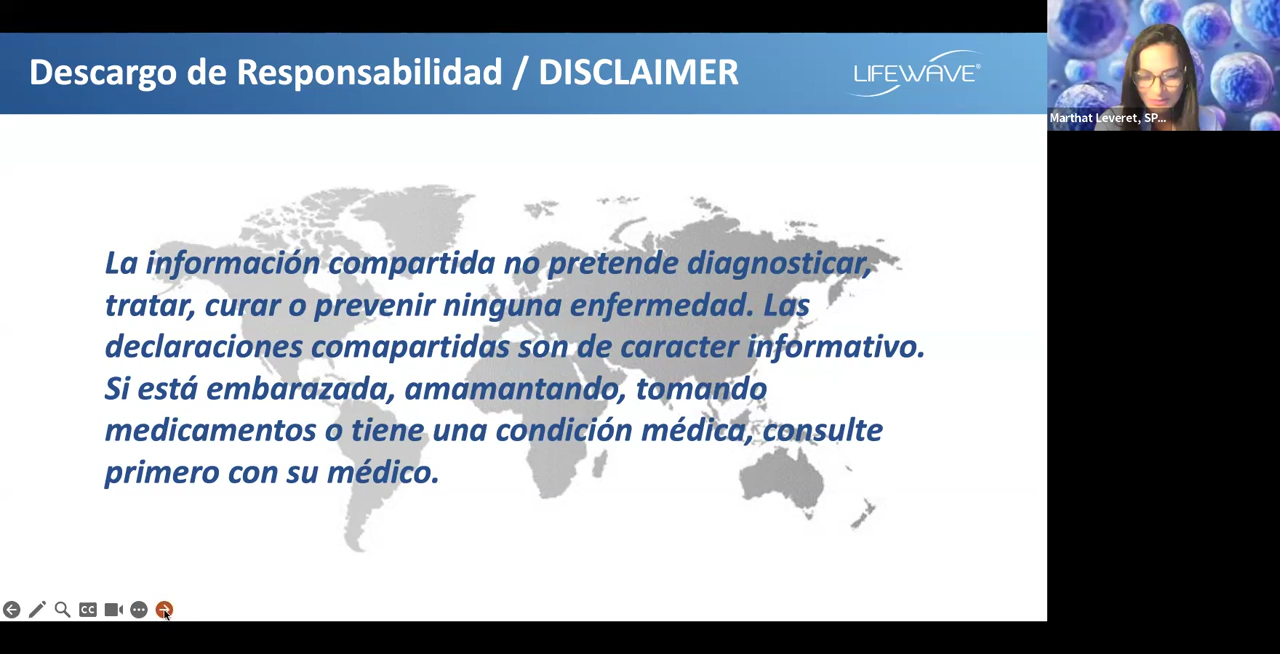 Descargo de Responsabilidad / DISCLAIMER
LIFEWAVE®
Marthat Leveret, SP...
La información compartida no pretende diagnosticar,
tratar, curar o prevenir ninguna enfermedad. Las
declaraciones comapartidas son de caracter informativo.
Si está embarazada, amamantando, tomando
medicamentos o tiene una condición médica, consulte
primero con su médico.
CC